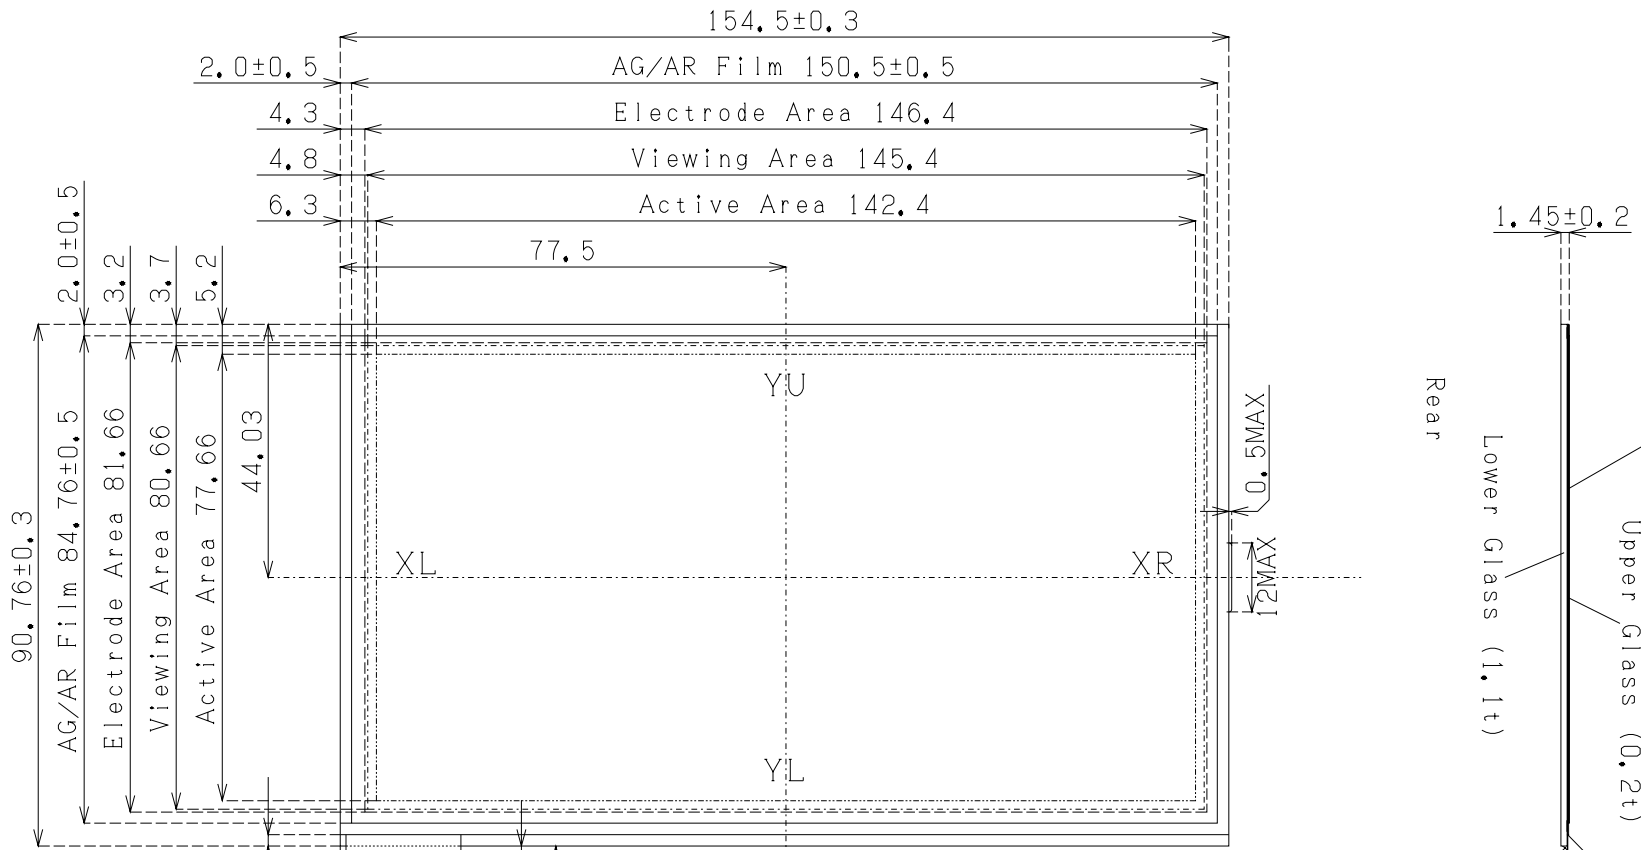 154.5±0.3
2.0±0.5
AG/AR Film 150.5±0.5
4.3
Electrode Area 146.4
4.8
Viewing Area 145.4
6.3
Active Area 142.4
77.5
2.0±0.5
3.2
3.7
5.2
90.76±0.3
AG/AR Film 84.76±0.5
Electrode Area 81.66
Viewing Area 80.66
Active Area 77.66
44.03
YU
XL
XR
YL
0.5MAX
12MAX
1.45±0.2
Rear
Lower Glass (1.1t)
Upper Glass (0.2t)